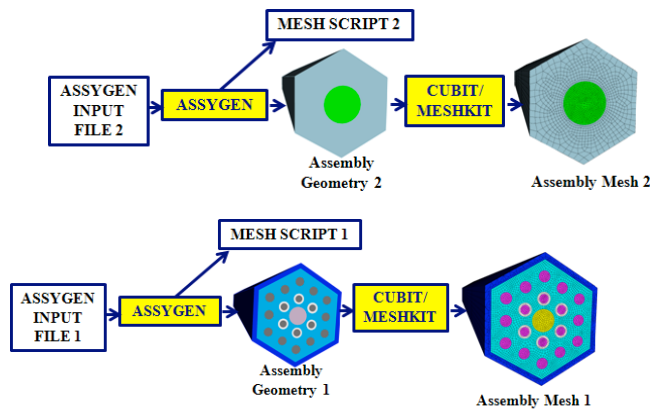 MESH SCRIPT 2
ASSYGEN
INPUT
FILE 2
ASSYGEN
CUBIT/
MESHKIT
Assembly
Geometry 2
Assembly Mesh 2
MESH SCRIPT 1
ASSYGEN
INPUT
FILE 1
ASSYGEN
CUBIT/
MESHKIT
Assembly
Geometry 1
Assembly Mesh 1